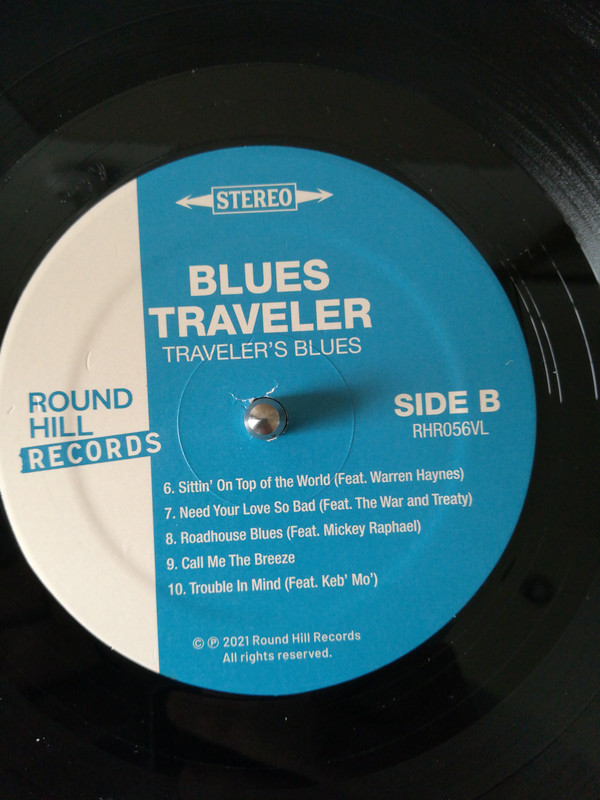 STEREO
BLUES
TRAVELER
TRAVELER'S BLUES
ROUND
HILL
RECORDS
SIDE B
RHR056VL
6. Sittin' On Top of the World (Feat. Warren Haynes)
7. Need Your Love So Bad (Feat. The War and Treaty)
8. Roadhouse Blues (Feat. Mickey Raphael)
9. Call Me The Breeze
10. Trouble In Mind (Feat. Keb' Mo')
© ℗ 2021 Round Hill Records
All rights reserved.